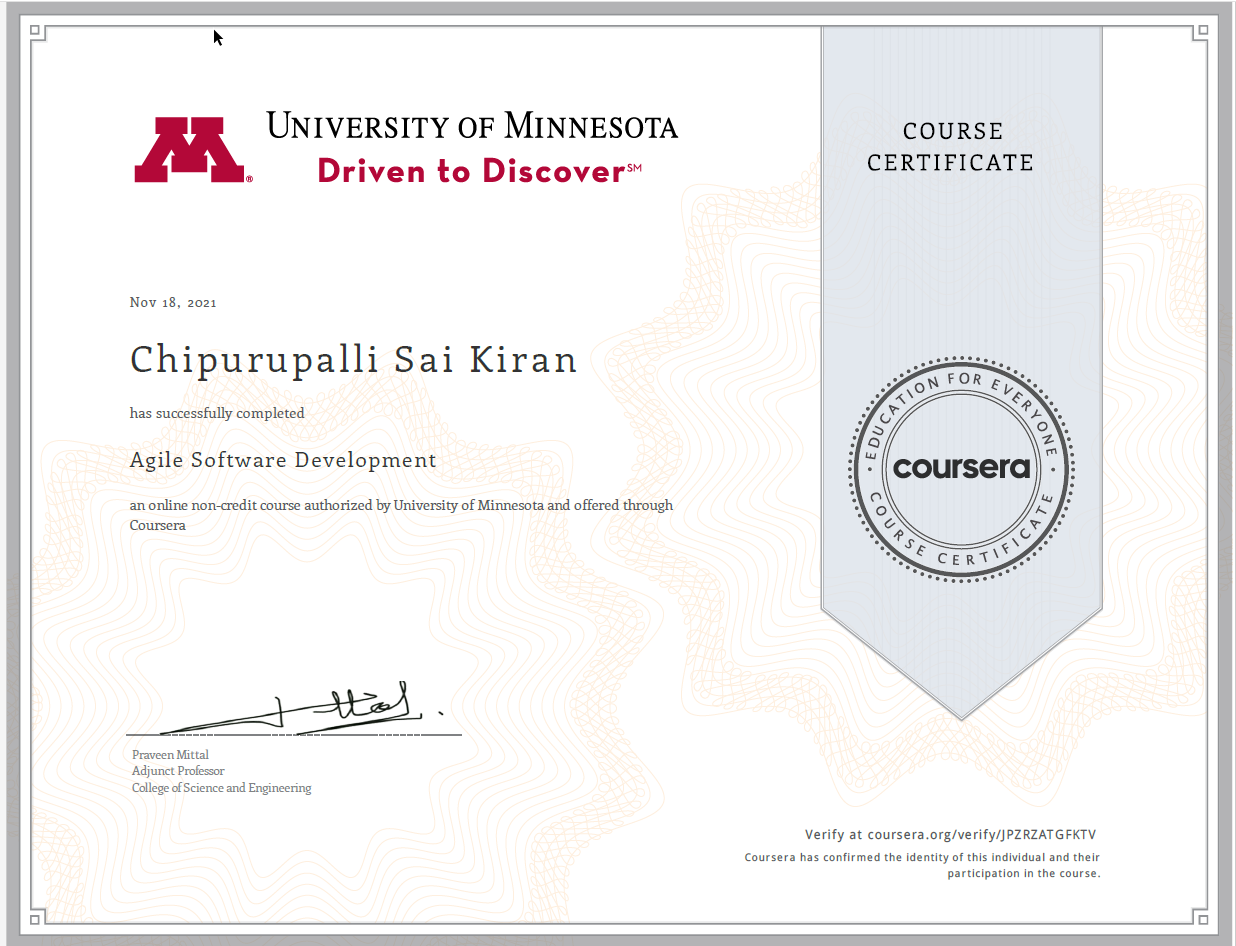 UNIVERSITY OF MINNESOTA
Driven to Discover℠
COURSE
CERTIFICATE
Nov 18, 2021
Chipurupalli Sai Kiran
has successfully completed
Agile Software Development
an online non-credit course authorized by University of Minnesota and offered through
Coursera
EDUCATION FOR EVERYONE
coursera
COURSE CERTIFICATE
Praveen Mittal
Adjunct Professor
College of Science and Engineering
Verify at coursera.org/verify/JPZRZATGFKTV
Coursera has confirmed the identity of this individual and their
participation in the course.